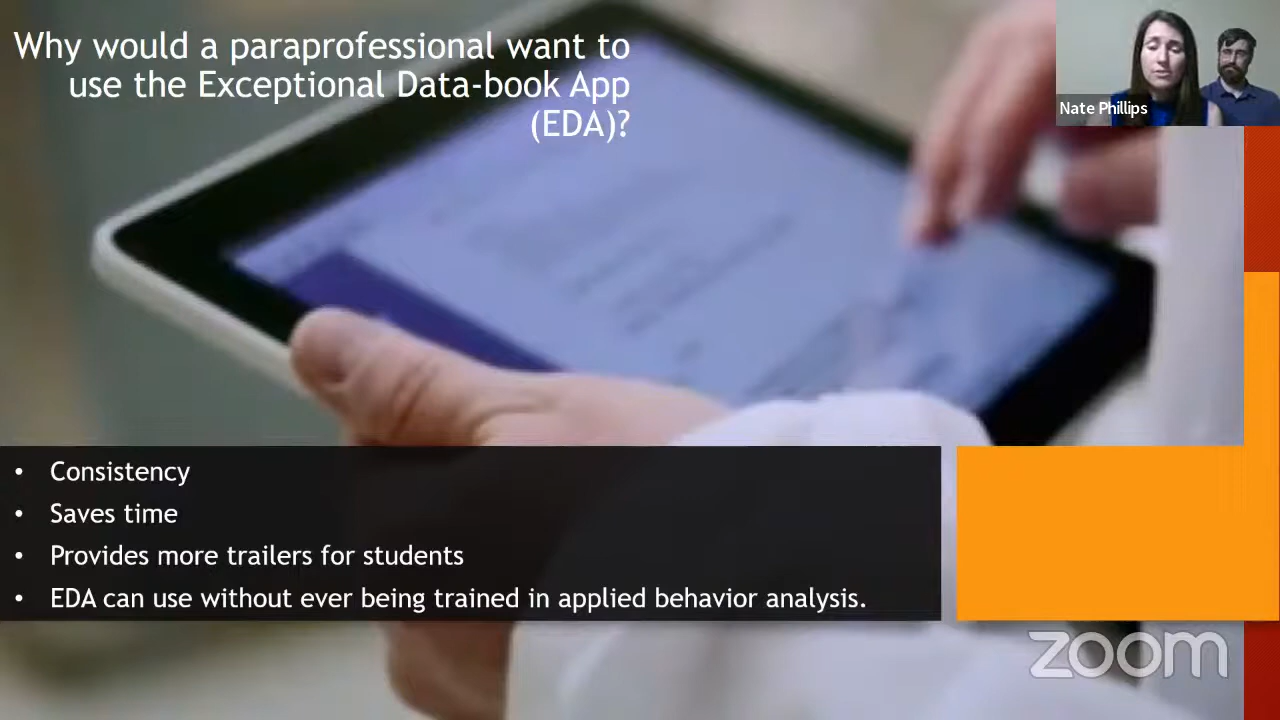 Why would a paraprofessional want to
use the Exceptional Data-book App
(EDA)?
Nate Phillips
• Consistency
• Saves time
• Provides more trailers for students
• EDA can use without ever being trained in applied behavior analysis.
zoom